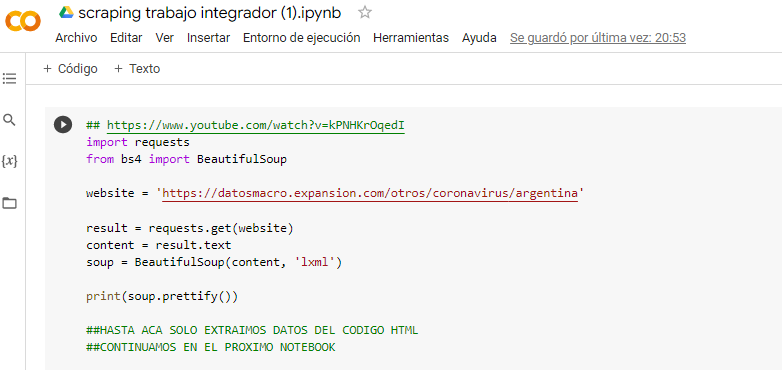 scraping trabajo integrador (1).ipynb
Archivo Editar Ver Insertar Entorno de ejecución Herramientas Ayuda Se guardó por última vez: 20:53
+ Código + Texto
## https://www.youtube.com/watch?v=kPNHKrOqedI
import requests
from bs4 import BeautifulSoup
{x}
website = 'https://datosmacro.expansion.com/otros/coronavirus/argentina'
result = requests.get(website)
content = result.text
soup = BeautifulSoup(content, 'lxml')
print(soup.prettify())
##HASTA ACA SOLO EXTRAIMOS DATOS DEL CODIGO HTML
##CONTINUAMOS EN EL PROXIMO NOTEBOOK